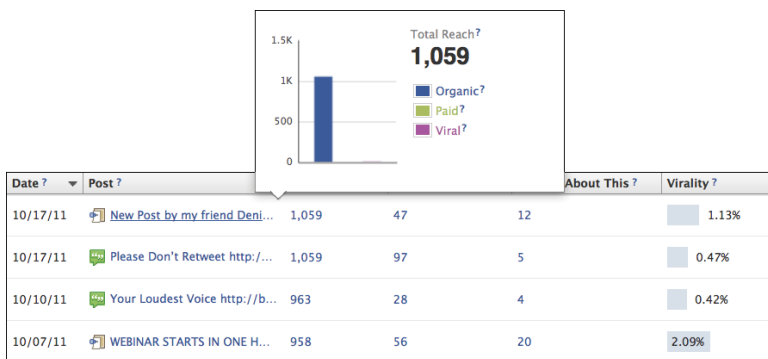 Total Reach?
1,059
1.5K
1K
500
0
Organic?
Paid?
Viral?
Date ? Post ? About This ? Virality ?
10/17/11 New Post by my friend Deni... 1,059 47 12 1.13%
10/17/11 Please Don't Retweet http:/... 1,059 97 5 0.47%
10/10/11 Your Loudest Voice http://b... 963 28 4 0.42%
10/07/11 WEBINAR STARTS IN ONE H... 958 56 20 2.09%